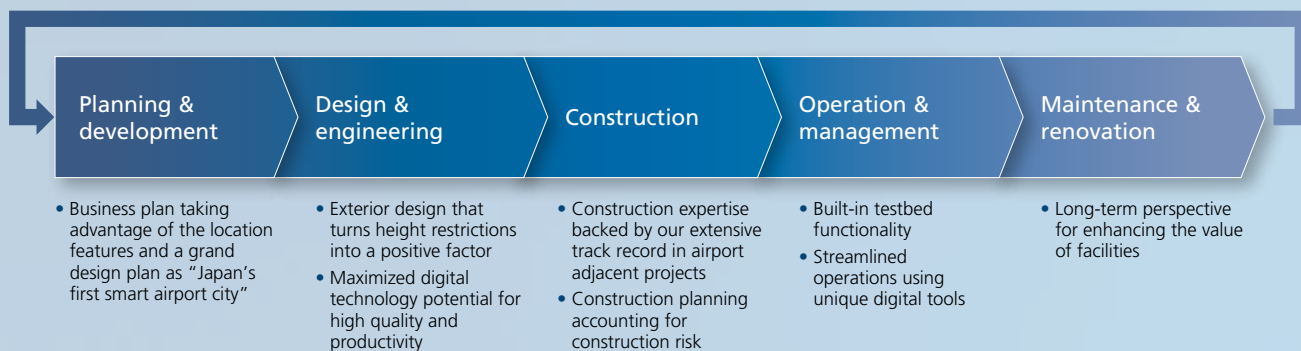 Planning &
development
Design &
engineering
Construction
Operation &
management
Maintenance &
renovation
• Business plan taking
advantage of the location
features and a grand
design plan as “Japan’s
first smart airport city”
• Exterior design that
turns height restrictions
into a positive factor
• Maximized digital
technology potential for
high quality and
productivity
• Construction expertise
backed by our extensive
track record in airport
adjacent projects
• Construction planning
accounting for
construction risk
• Built-in testbed
functionality
• Streamlined
operations using
unique digital tools
• Long-term perspective
for enhancing the value
of facilities